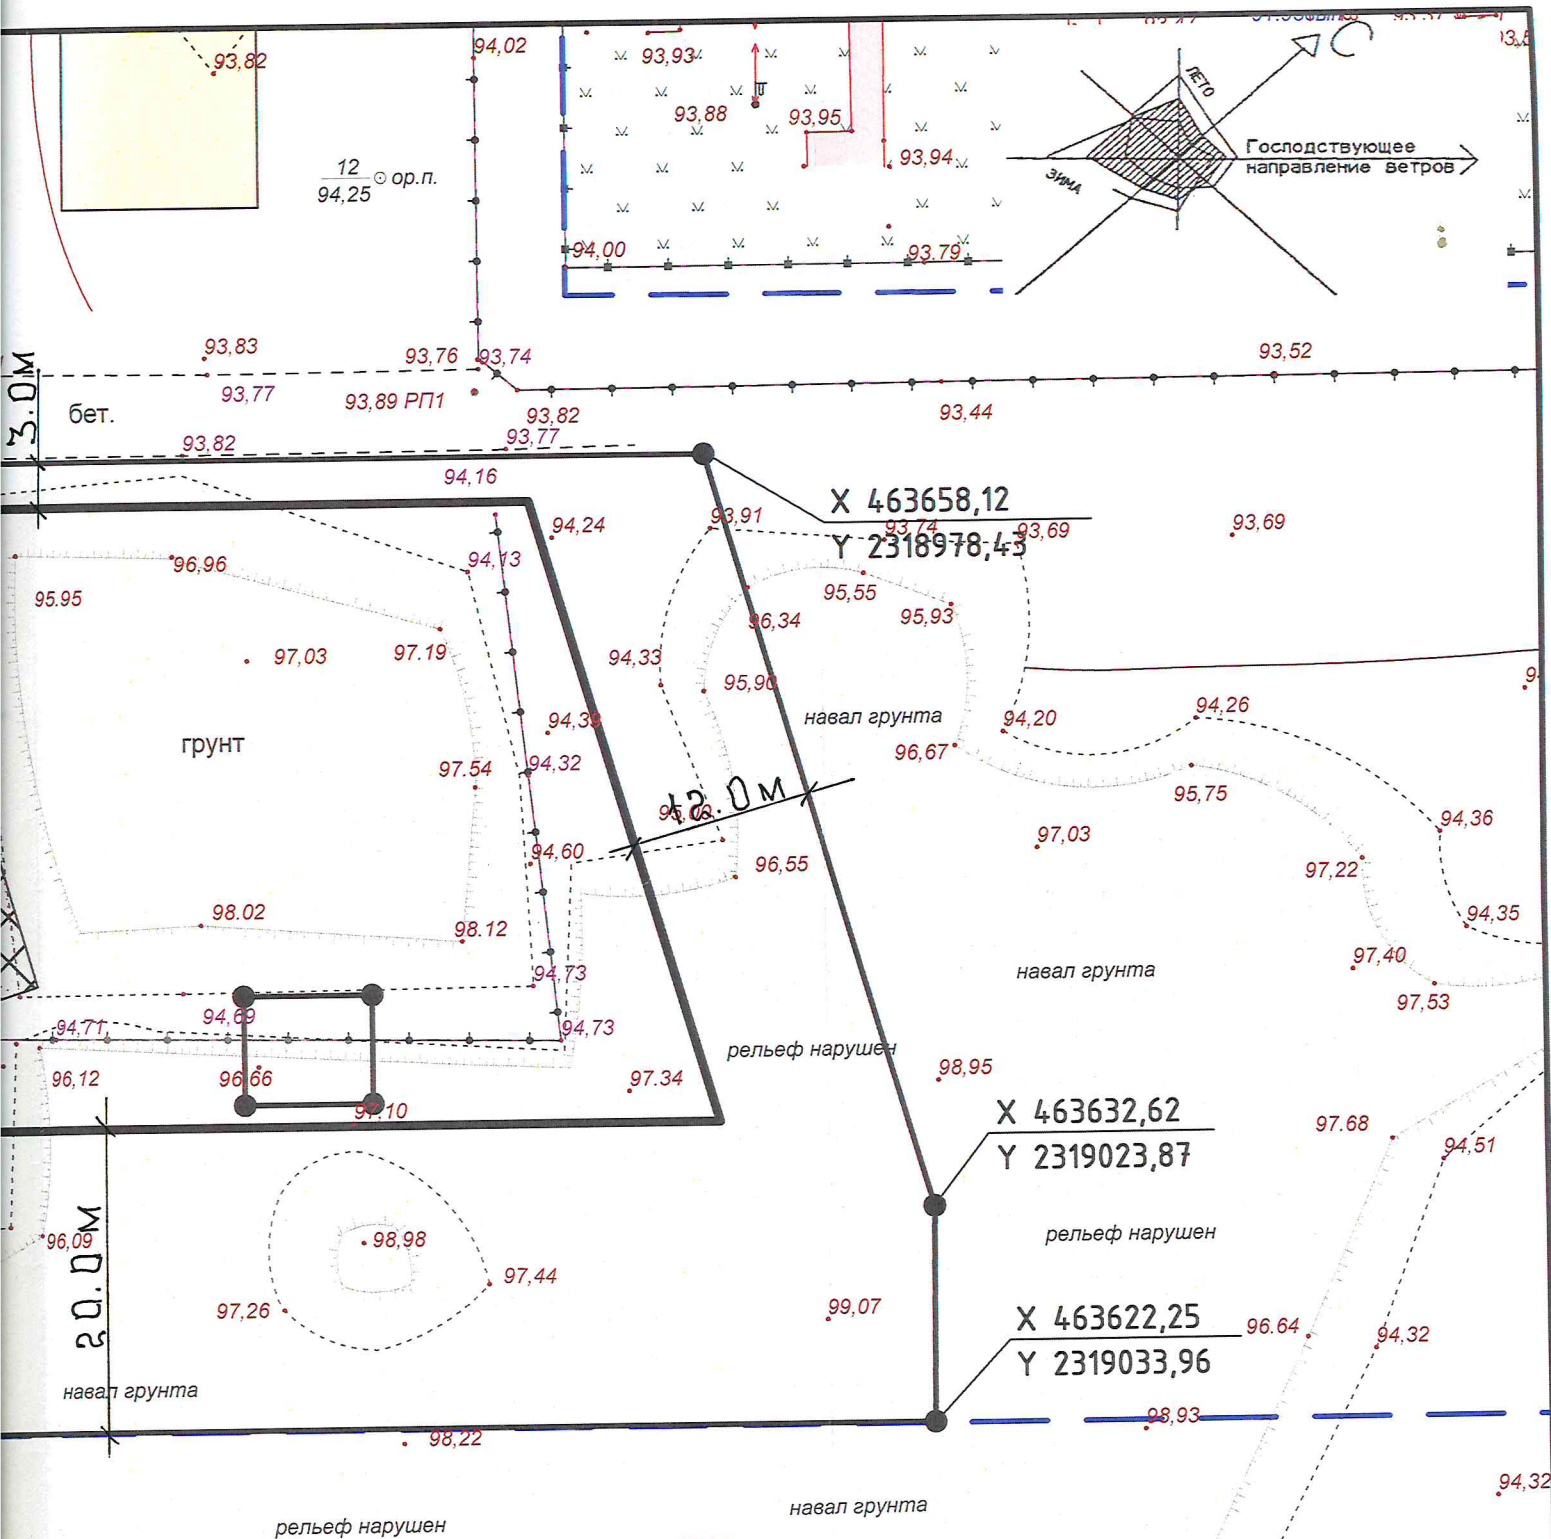 94,02
93,82
93,93
93,88
93,95
93,94
12
94,25
ор.п.
94,00
93.79
ЛЕТО
ЗИМА
С
Господствующее
направление ветров
93,83
93,76
93,74
93,52
93,77
93,89 РП1
93,82
93,44
бет.
3.0м
93,82
93,77
94,16
X 463658,12
Y 2318978,43
94,24
93,91
93,74
93,69
93,69
96,96
94,13
95.95
95,55
95,93
96,34
97,03
97.19
94,33
95,90
навал грунта
94,20
94,26
96,67
94,39
грунт
97.54
94,32
12.0м
95,75
94,36
97,03
94,60
96,55
97,22
98.02
98.12
94,35
97,40
навал грунта
97,53
94,73
94,69
94,71
94,73
рельеф нарушен
96,12
96,66
97.34
98,95
97,10
X 463632,62
Y 2319023,87
97.68
94,51
20.0м
96,09
98,98
рельеф нарушен
97,44
97,26
99,07
X 463622,25
Y 2319033,96
96.64
94,32
навал грунта
98,22
98,93
94,32
навал грунта
рельеф нарушен